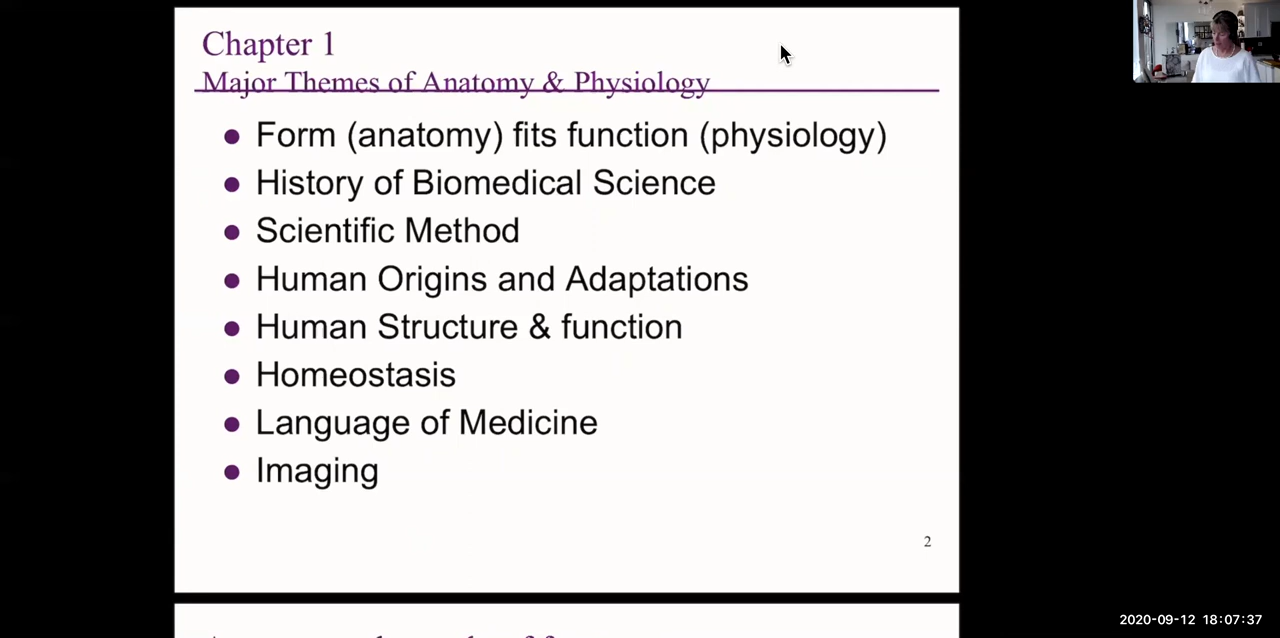 Chapter 1
Major Themes of Anatomy & Physiology
● Form (anatomy) fits function (physiology)
● History of Biomedical Science
● Scientific Method
● Human Origins and Adaptations
● Human Structure & function
● Homeostasis
● Language of Medicine
● Imaging
2
2020-09-12 18:07:37